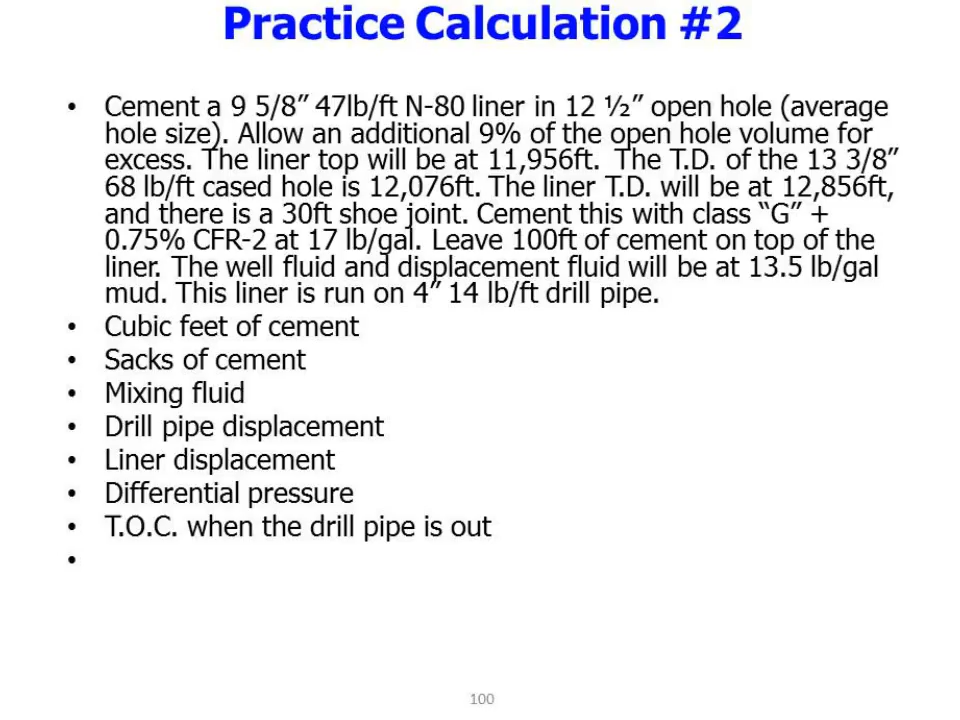 Practice Calculation #2
• Cement a 9 5/8” 47lb/ft N-80 liner in 12 ½” open hole (average
hole size). Allow an additional 9% of the open hole volume for
excess. The liner top will be at 11,956ft. The T.D. of the 13 3/8”
68 lb/ft cased hole is 12,076ft. The liner T.D. will be at 12,856ft,
and there is a 30ft shoe joint. Cement this with class “G” +
0.75% CFR-2 at 17 lb/gal. Leave 100ft of cement on top of the
liner. The well fluid and displacement fluid will be at 13.5 lb/gal
mud. This liner is run on 4” 14 lb/ft drill pipe.
• Cubic feet of cement
• Sacks of cement
• Mixing fluid
• Drill pipe displacement
• Liner displacement
• Differential pressure
• T.O.C. when the drill pipe is out
•
100